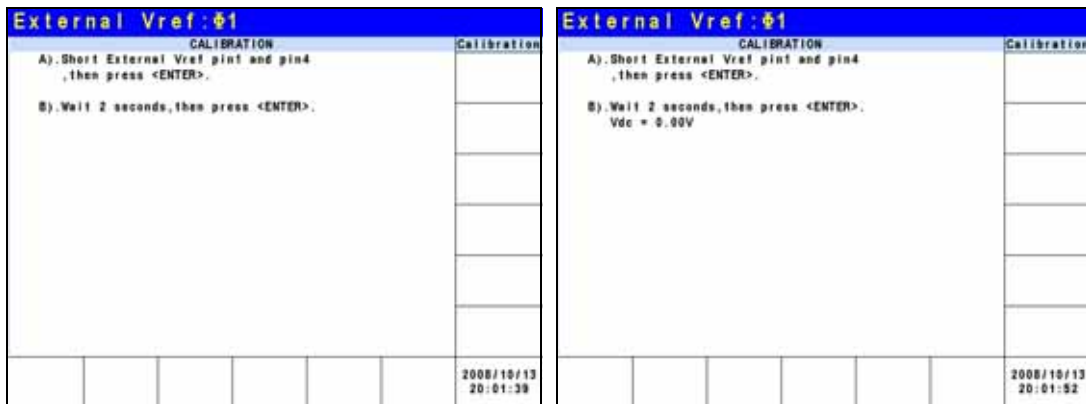 External Vref:Φ1
CALIBRATION
Calibration
A).Short External Vref pin1 and pin4
,then press <ENTER>.
B).Wait 2 seconds,then press <ENTER>.
2008/10/13
20:01:39
External Vref:Φ1
CALIBRATION
Calibration
A).Short External Vref pin1 and pin4
,then press <ENTER>.
B).Wait 2 seconds,then press <ENTER>.
Vdc = 0.00V
2008/10/13
20:01:52